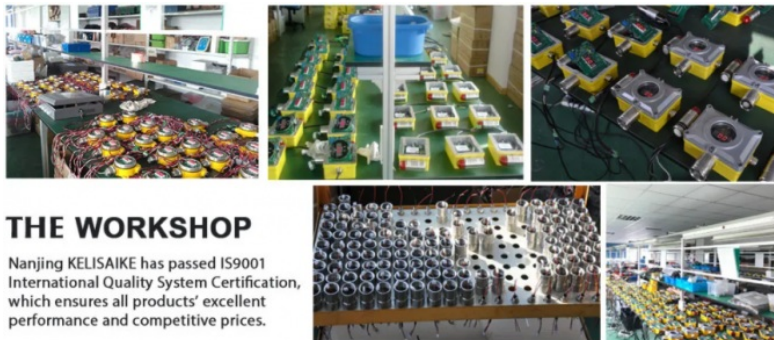 THE WORKSHOP
Nanjing KELISAIKE has passed IS9001
International Quality System Certification,
which ensures all products' excellent
performance and competitive prices.